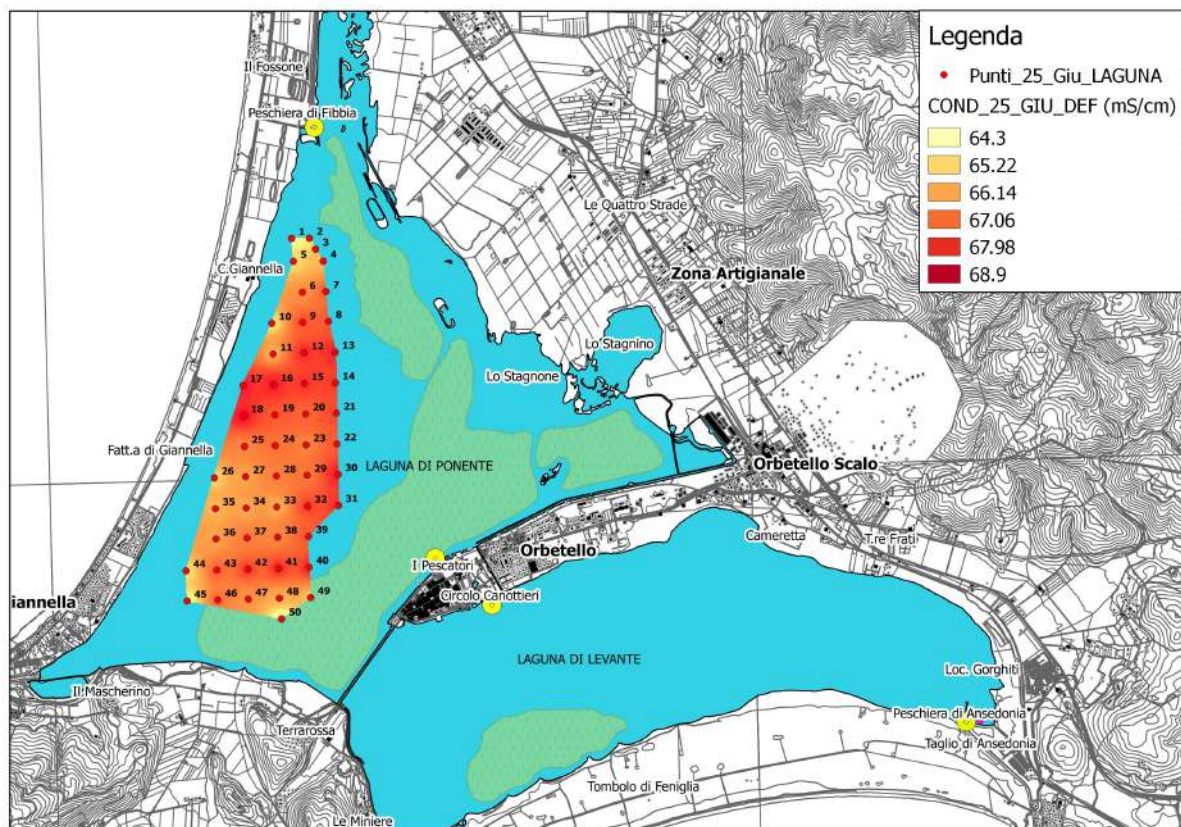 Legenda
Punti_25_Giu_LAGUNA
COND_25_GIU_DEF (mS/cm)
64.3
65.22
66.14
67.06
67.98
68.9
Il Fossone
Peschiera di Fibbia
Le Quattro Strade
Zona Artigianale
C.Giannella
Lo Stagnino
Lo Stagnone
Fatt.a di Giannella
LAGUNA DI PONENTE
Orbetello Scalo
Cameretta
T.re Frati
Orbetello
I Pescatori
Circolo Canottieri
iannella
LAGUNA DI LEVANTE
Loc. Gorghiti
Il Mascherino
Peschiera di Ansedonia
Terrarossa
Taglio di Ansedonia
Tombolo di Feniglia
Le Miniere
1 2
3
5 4
6 7
10 9 8
11 12 13
17 16 15 14
18 19 20 21
25 24 23 22
26 27 28 29 30
35 34 33 32 31
36 37 38 39
44 43 42 41 40
45 46 47 48 49
50